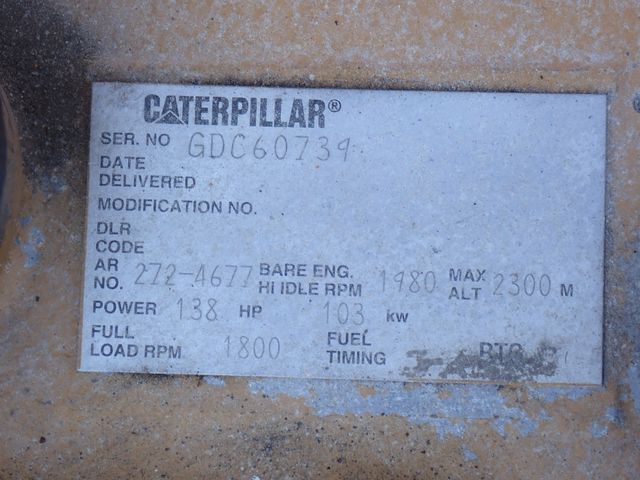 CATERPILLAR®
SER. NO GDC60739
DATE
DELIVERED
MODIFICATION NO.
DLR
CODE
AR
NO. 272-4677 BARE ENG.
HI IDLE RPM 1980 MAX
ALT 2300 M
POWER 138 HP 103 kw
FULL
LOAD RPM 1800 FUEL
TIMING